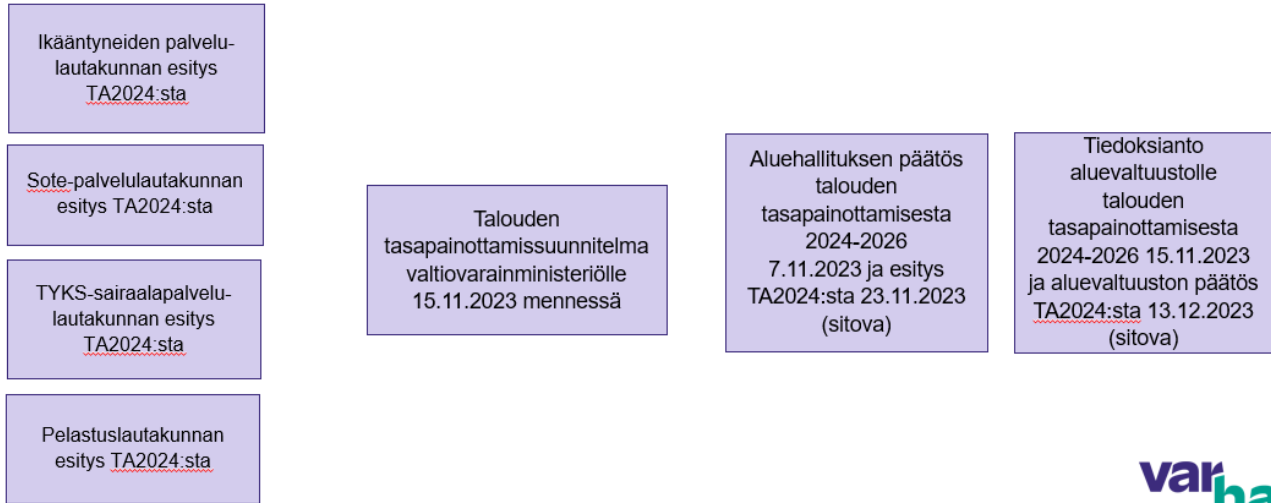 Ikääntyneiden palvelu-
lautakunnan esitys
TA2024:sta
Sote-palvelulautakunnan
esitys TA2024:sta
TYKS-sairaalapalvelu-
lautakunnan esitys
TA2024:sta
Pelastuslautakunnan
esitys TA2024:sta
Talouden
tasapainottamissuunnitelma
valtiovarainministeriölle
15.11.2023 mennessä
Aluehallituksen päätös
talouden
tasapainottamisesta
2024-2026
7.11.2023 ja esitys
TA2024:sta 23.11.2023
(sitova)
Tiedoksianto
aluevaltuustolle
talouden
tasapainottamisesta
2024-2026 15.11.2023
ja aluevaltuuston päätös
TA2024:sta 13.12.2023
(sitova)
var
ha